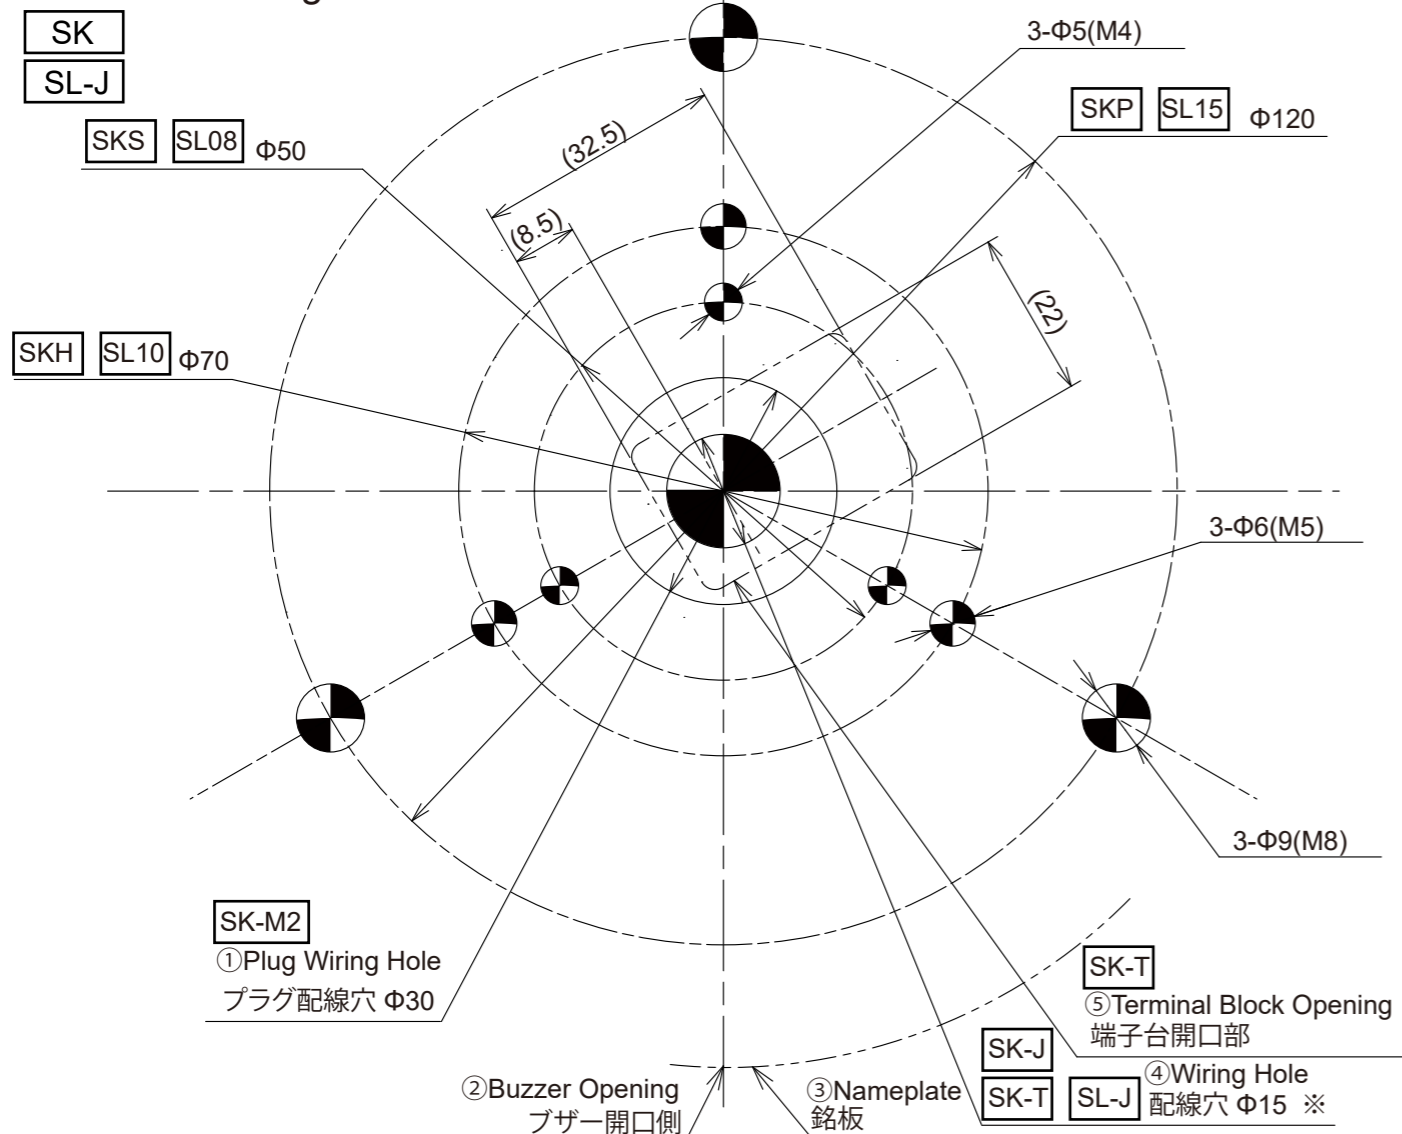 SK
SL-J
3-Φ5(M4)
SKP SL15 Φ120
SKS SL08 Φ50
(32.5)
(8.5)
(22)
SKH SL10 Φ70
3-Φ6(M5)
3-Φ9(M8)
SK-M2
①Plug Wiring Hole
プラグ配線穴 Φ30
SK-T
⑤Terminal Block Opening
端子台開口部
②Buzzer Opening
ブザー開口側
③Nameplate
銘板
SK-J
SK-T SL-J ④Wiring Hole
配線穴 Φ15 ※